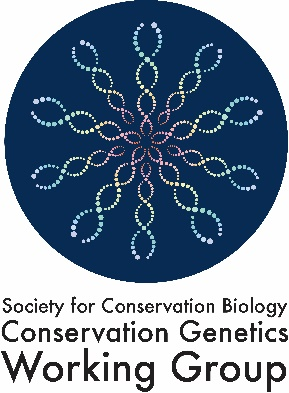 Society for Conservation Biology
Conservation Genetics
Working Group